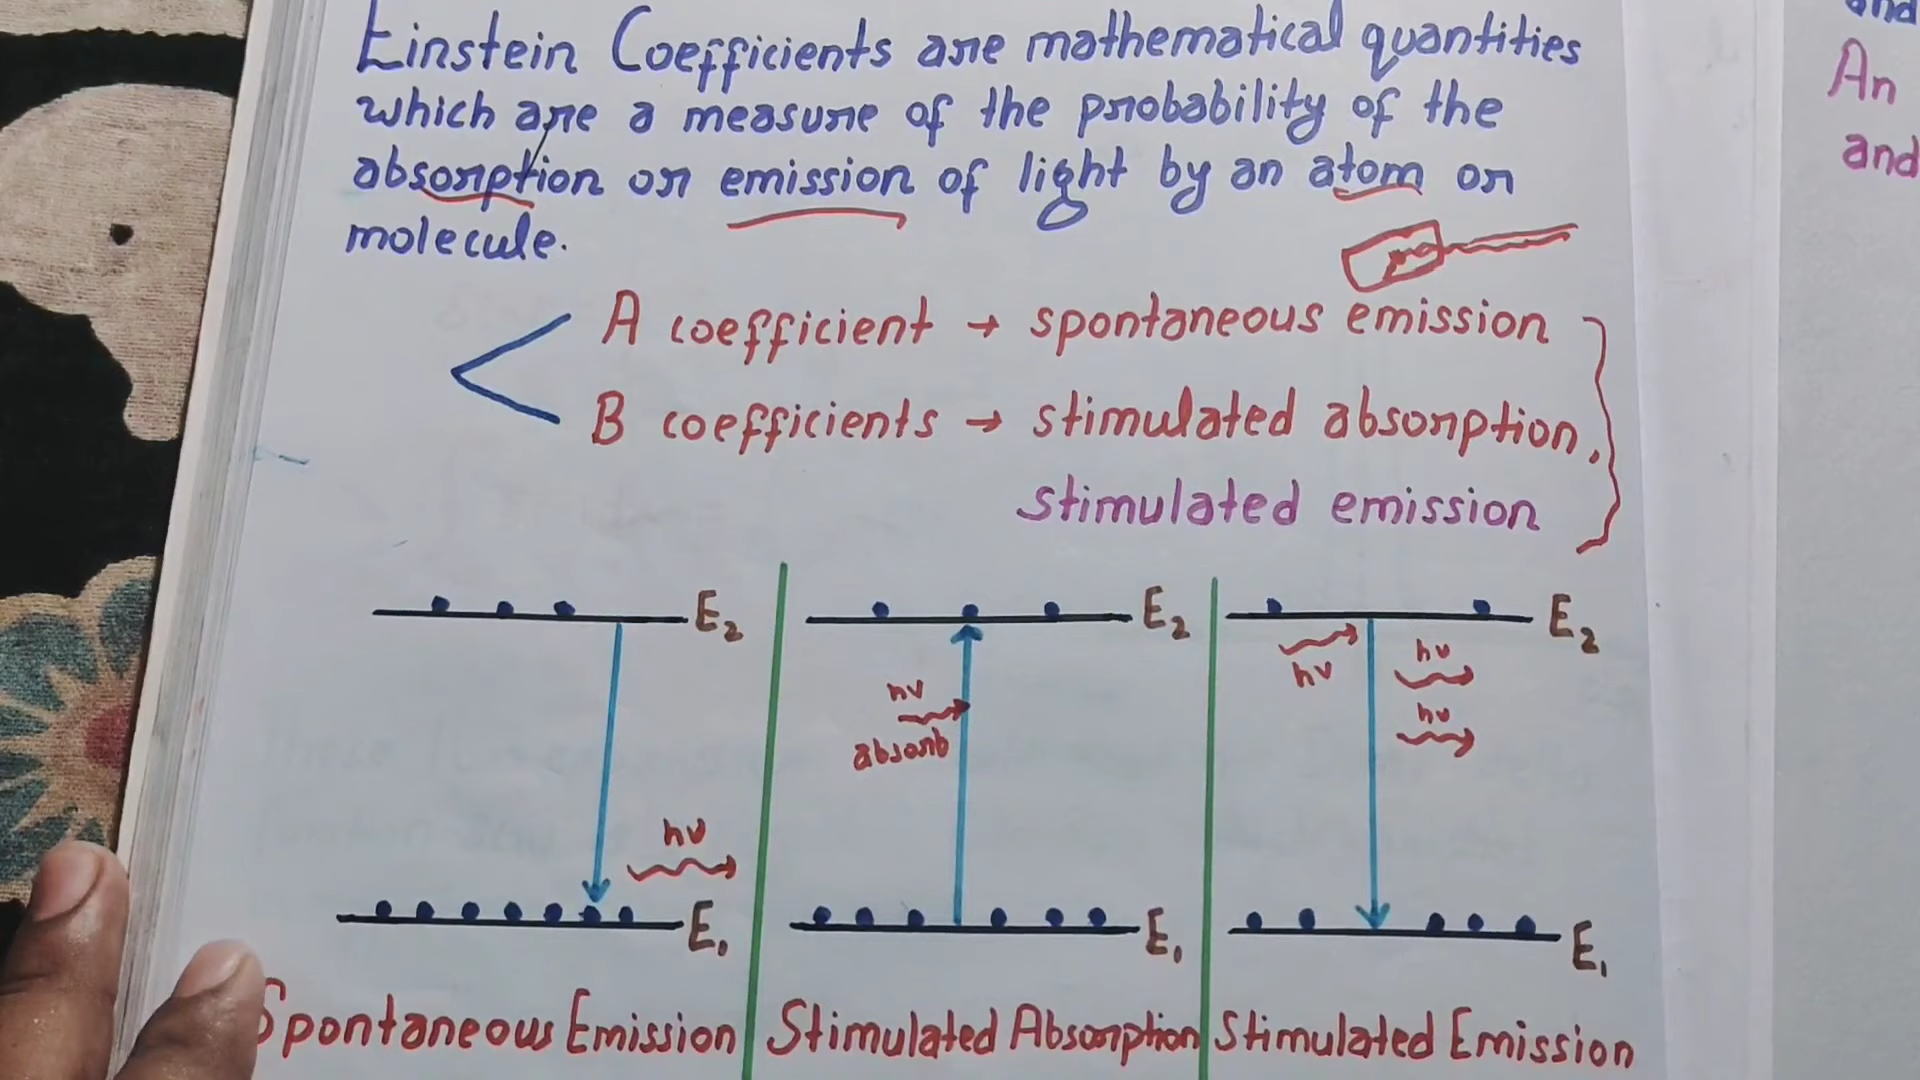 Einstein Coefficients are mathematical quantities
which are a measure of the probability of the
absorption or emission of light by an atom or
molecule.
A coefficient → spontaneous emission
B coefficients → stimulated absorption,
stimulated emission
E₂
E₂
E₂
hν
hν
hν
absorb
hν
hν
E₁
E₁
E₁
Spontaneous Emission
Stimulated Absorption
Stimulated Emission
and
An
and